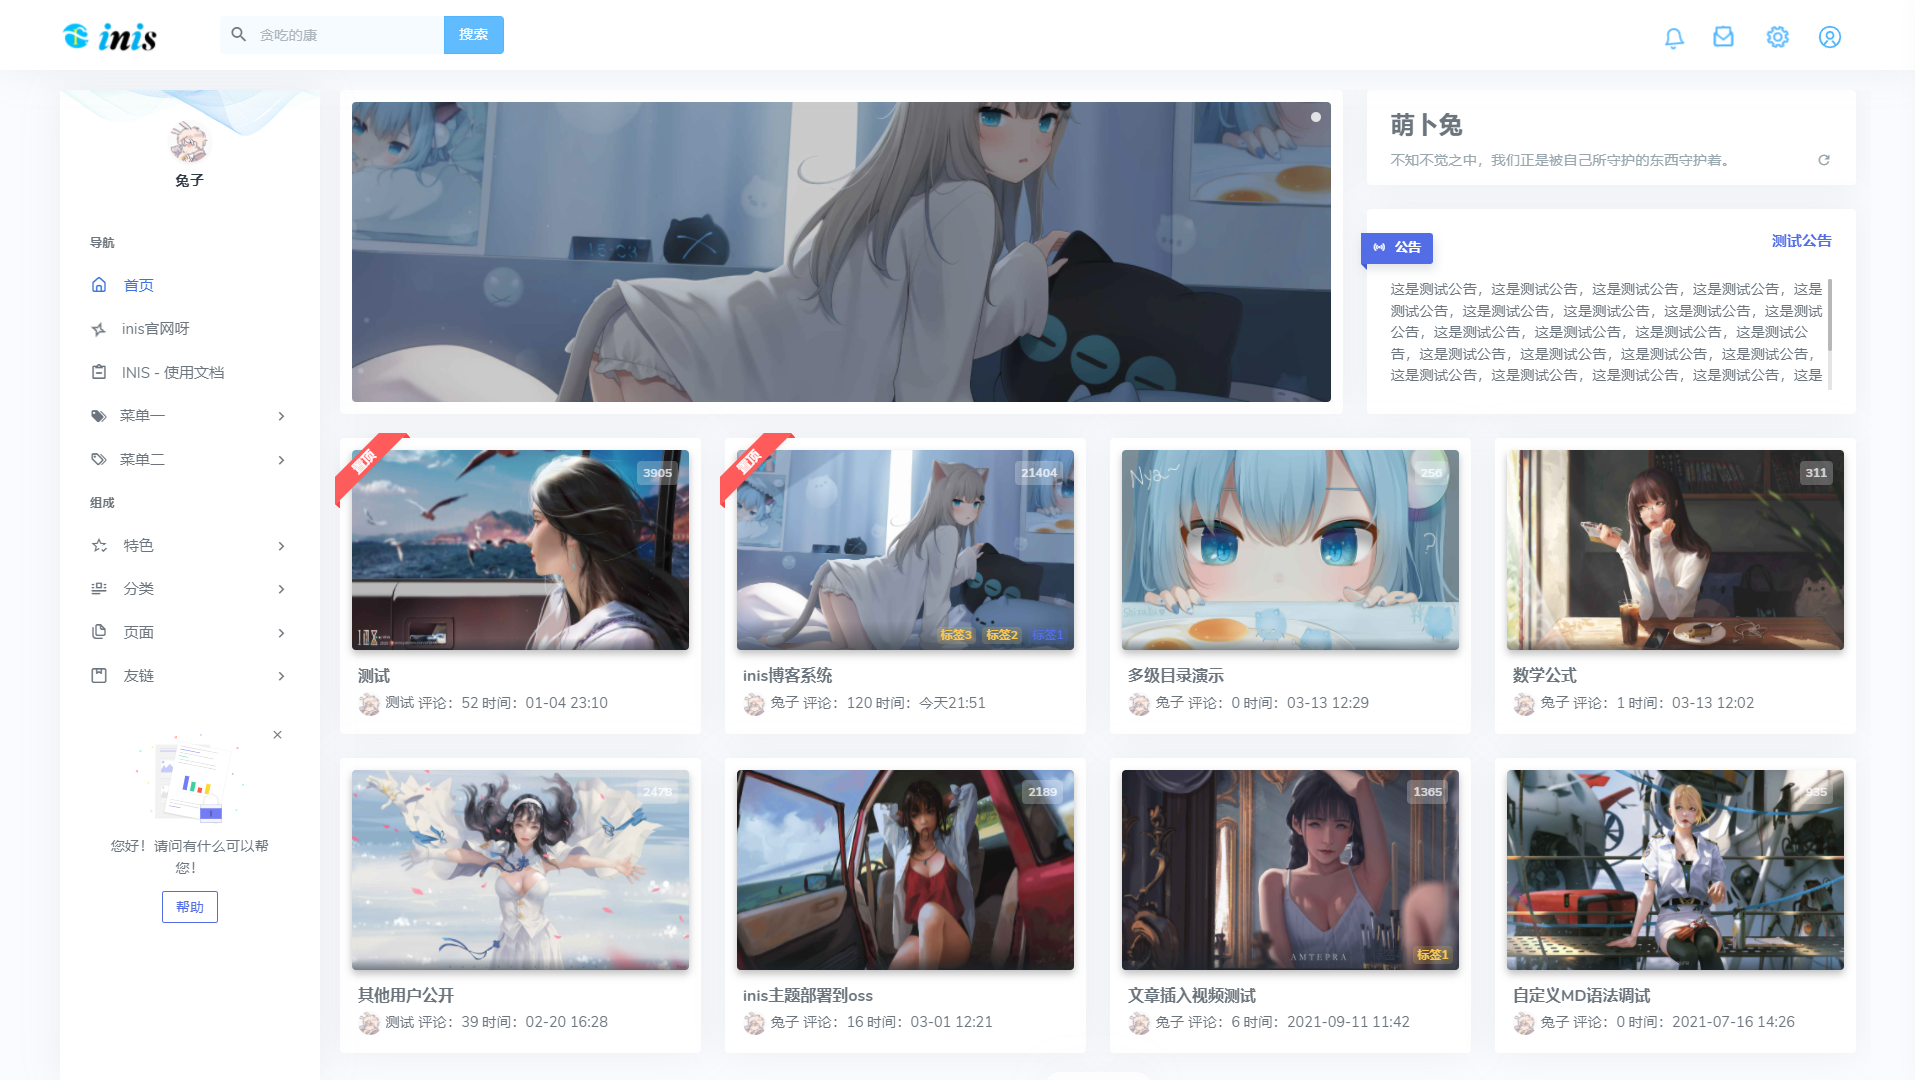 inis
贪吃的康
搜索
兔子
导航
首页
inis官网呀
INIS - 使用文档
菜单一
菜单二
组成
特色
分类
页面
友链
您好！请问有什么可以帮
您！
帮助
15:03
萌卜兔
不知不觉之中，我们正是被自己所守护的东西守护着。
公告
测试公告
这是测试公告，这是测试公告，这是测试公告，这是测试公告，这是
测试公告，这是测试公告，这是测试公告，这是测试公告，这是测试
公告，这是测试公告，这是测试公告，这是测试公告，这是测试公
告，这是测试公告，这是测试公告，这是测试公告，这是测试公告，
这是测试公告，这是测试公告，这是测试公告，这是测试公告，这是
置顶
3905
测试
测试 评论：52 时间：01-04 23:10
置顶
21404
标签3 标签2 标签1
inis博客系统
兔子 评论：120 时间：今天21:51
Nya~
256
?
多级目录演示
兔子 评论：0 时间：03-13 12:29
311
数学公式
兔子 评论：1 时间：03-13 12:02
2478
其他用户公开
测试 评论：39 时间：02-20 16:28
2189
inis主题部署到oss
兔子 评论：16 时间：03-01 12:21
1365
AMTEPRA
标签1
文章插入视频测试
兔子 评论：6 时间：2021-09-11 11:42
935
自定义MD语法调试
兔子 评论：0 时间：2021-07-16 14:26